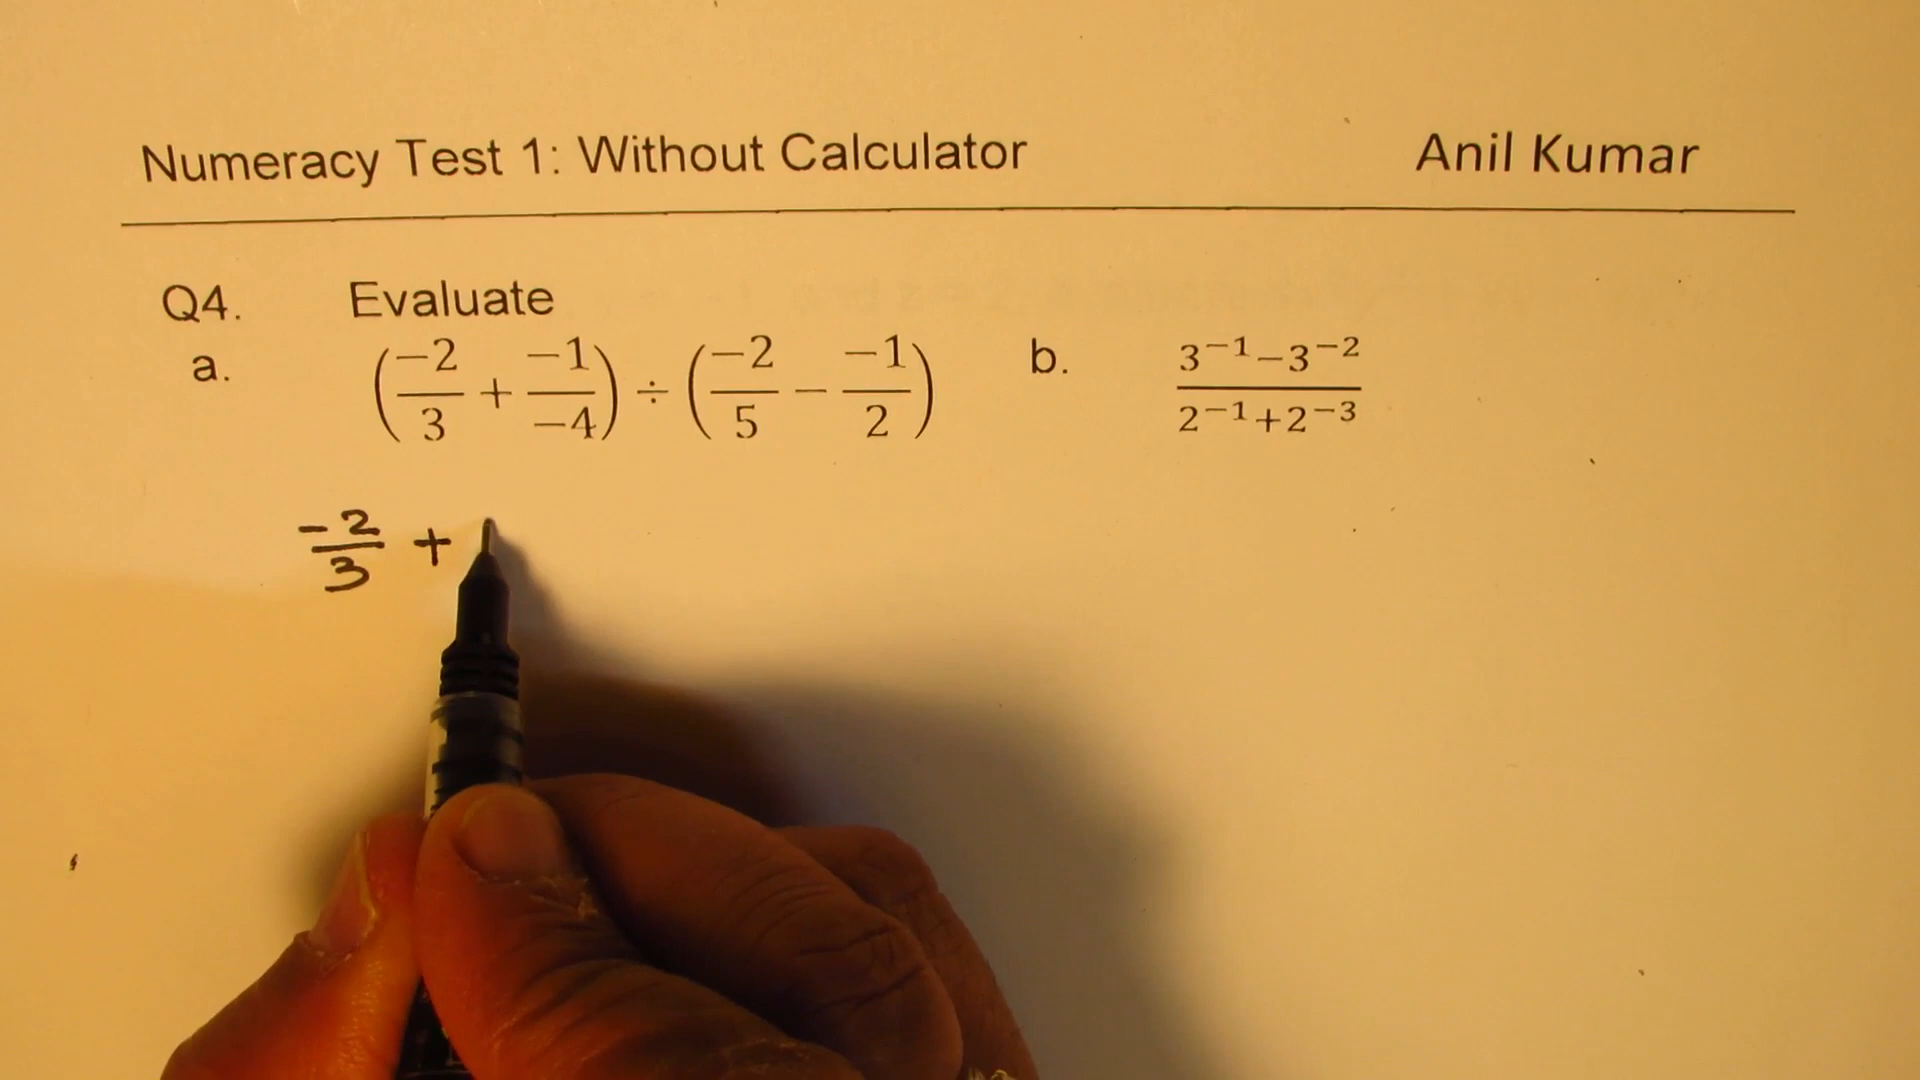 Numeracy Test 1: Without Calculator Anil Kumar
Q4. Evaluate
a. (−2/3 + −1/−4) ÷ (−2/5 − −1/2) b. 3⁻¹−3⁻²/2⁻¹+2⁻³
-2/3 +